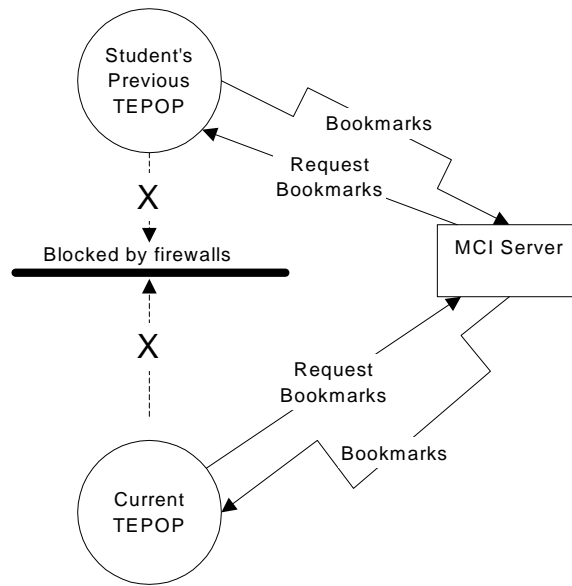 Student's
Previous
TEPOP
Bookmarks
Request
Bookmarks
X
Blocked by firewalls
MCI Server
X
Request
Bookmarks
Bookmarks
Current
TEPOP